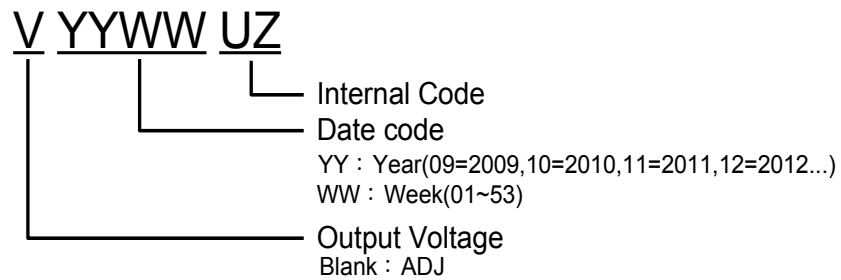 V YYWW UZ
Internal Code
Date code
YY：Year(09=2009,10=2010,11=2011,12=2012...)
WW：Week(01~53)
Output Voltage
Blank：ADJ